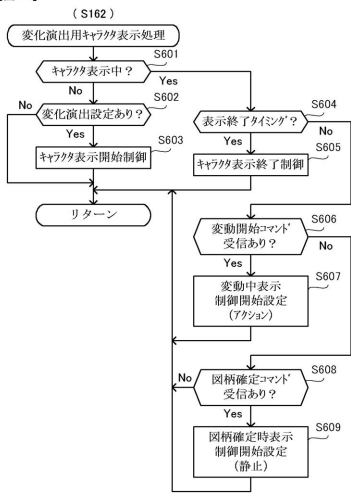 (S162)
変化演出用キャラクタ表示処理
S601
キャラクタ表示中?
Yes
No
S602
No
変化演出設定あり?
Yes
S603
キャラクタ表示開始制御
リターン
S604
表示終了タイミング?
No
Yes
S605
キャラクタ表示終了制御
S606
変動開始コマンド
受信あり?
No
Yes
S607
変動中表示
制御開始設定
(アクション)
S608
No
図柄確定コマンド
受信あり?
Yes
S609
図柄確定時表示
制御開始設定
(静止)